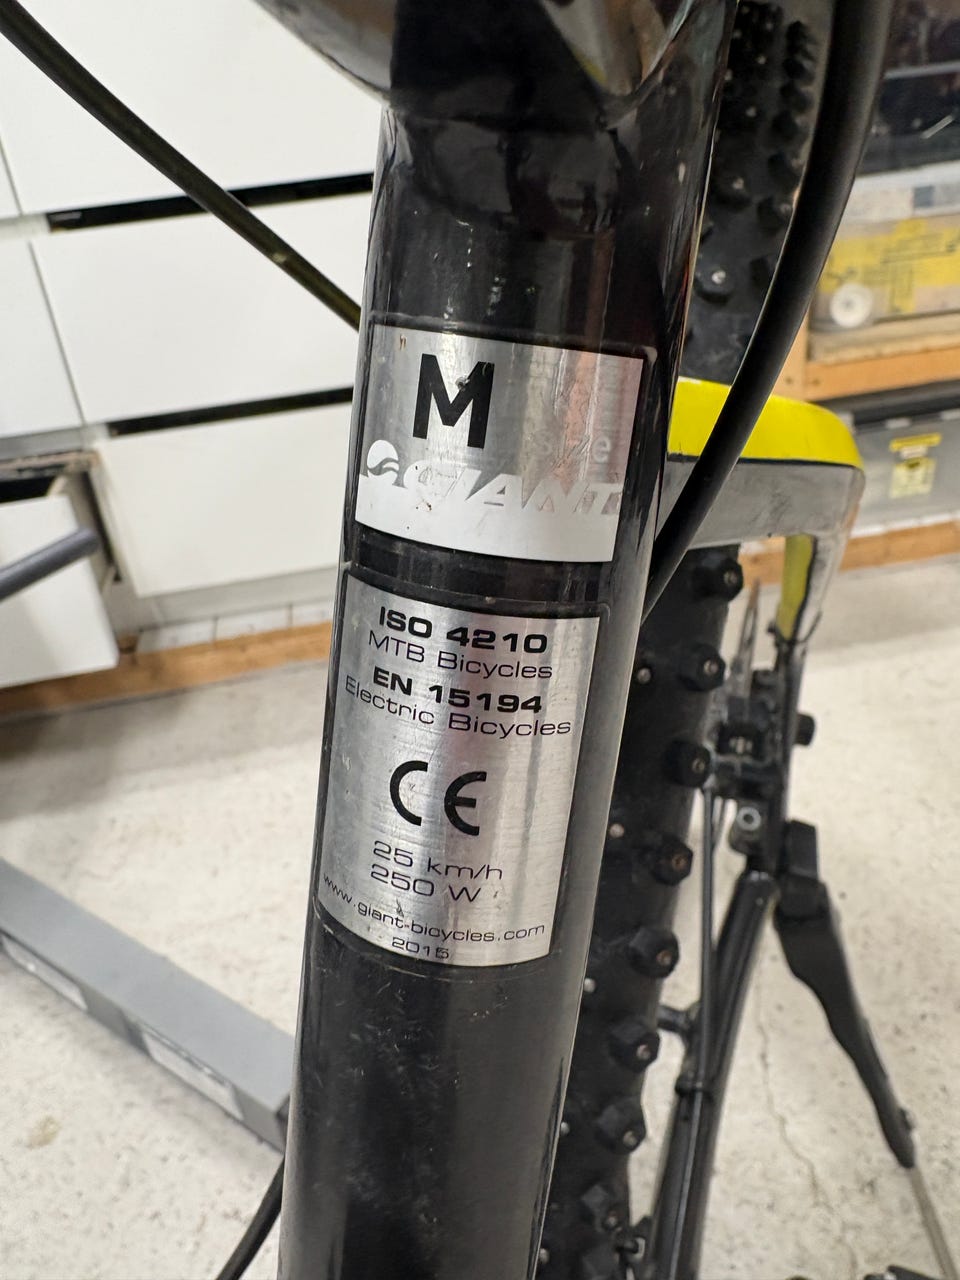 M
Size
GIANT
ISO 4210
MTB Bicycles
EN 15194
Electric Bicycles
CE
25 km/h
250 W
www.giant-bicycles.com
2015